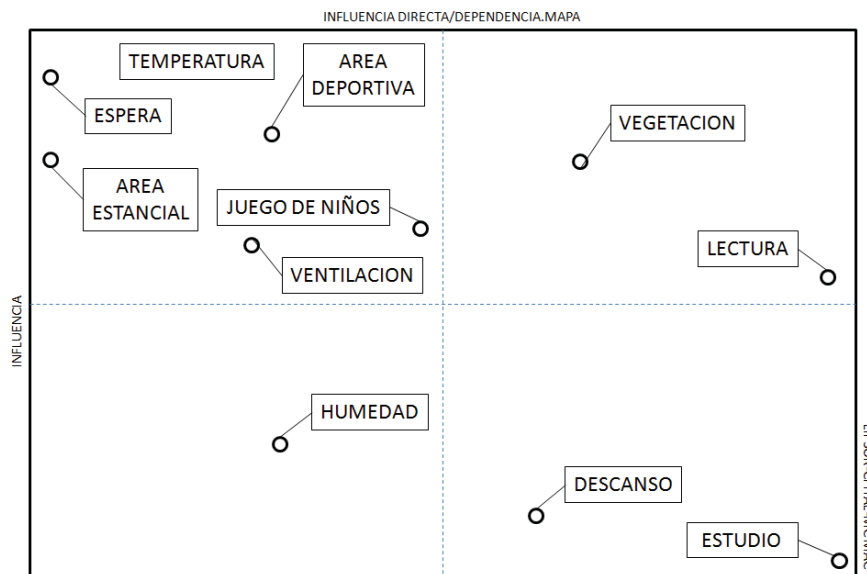 INFLUENCIA DIRECTA/DEPENDENCIA.MAPA
TEMPERATURA
AREA
DEPORTIVA
ESPERA
VEGETACION
AREA
ESTANCIAL
JUEGO DE NIÑOS
LECTURA
VENTILACION
INFLUENCIA
HUMEDAD
DESCANSO
ESTUDIO